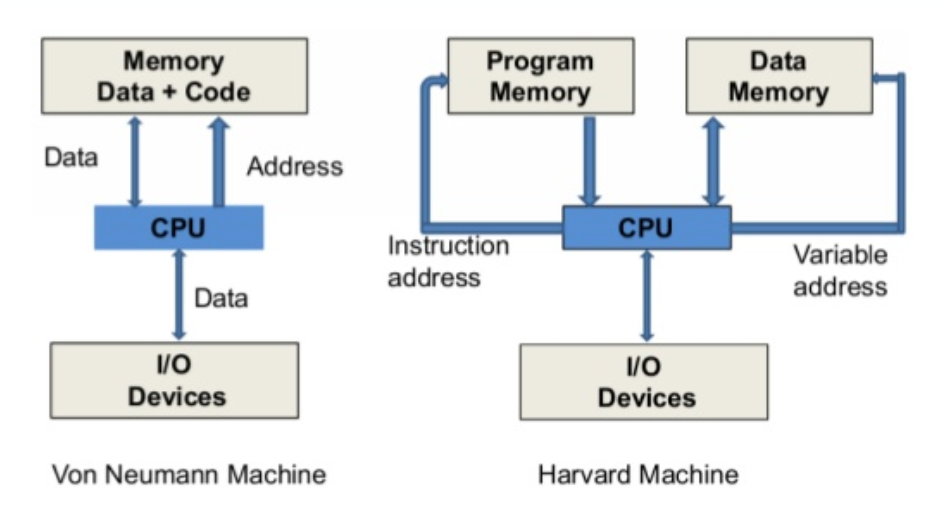 Memory
Data + Code
Data
Address
CPU
Data
I/O
Devices
Von Neumann Machine
Program
Memory
Data
Memory
CPU
Instruction
address
Variable
address
I/O
Devices
Harvard Machine